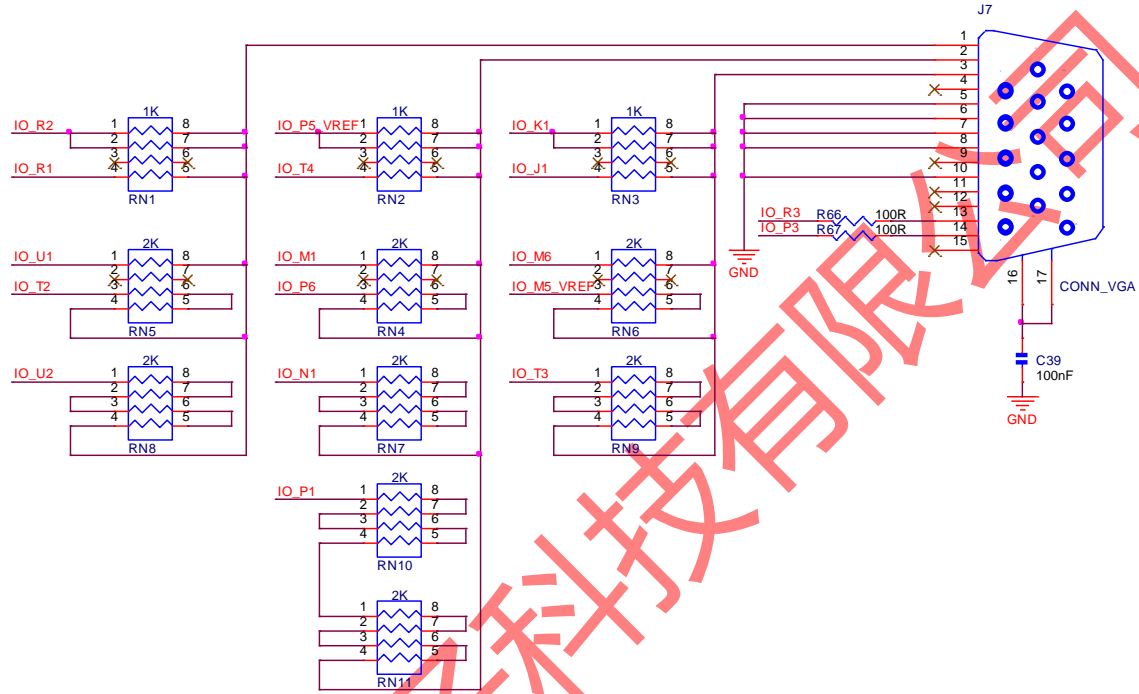 J7
1
2
3
4
5
6
7
8
9
10
11
12
13
14
15
16
17
CONN_VGA
GND
IO_R3 R66 100R
IO_P3 R67 100R
C39
100nF
GND
1K
IO_R2 1 8
2 7
3 6
IO_R1 4 5
RN1
1K
IO_P5_VREF 1 8
2 7
3 6
IO_T4 4 5
RN2
1K
IO_K1 1 8
2 7
3 6
IO_J1 4 5
RN3
2K
IO_U1 1 8
2 7
IO_T2 3 6
4 5
RN5
2K
IO_M1 1 8
2 7
IO_P6 3 6
4 5
RN4
2K
IO_M6 1 8
2 7
IO_M5_VREF 3 6
4 5
RN6
2K
IO_U2 1 8
2 7
3 6
4 5
RN8
2K
IO_N1 1 8
2 7
3 6
4 5
RN7
2K
IO_T3 1 8
2 7
3 6
4 5
RN9
2K
IO_P1 1 8
2 7
3 6
4 5
RN10
2K
1 8
2 7
3 6
4 5
RN11
科技有限公司